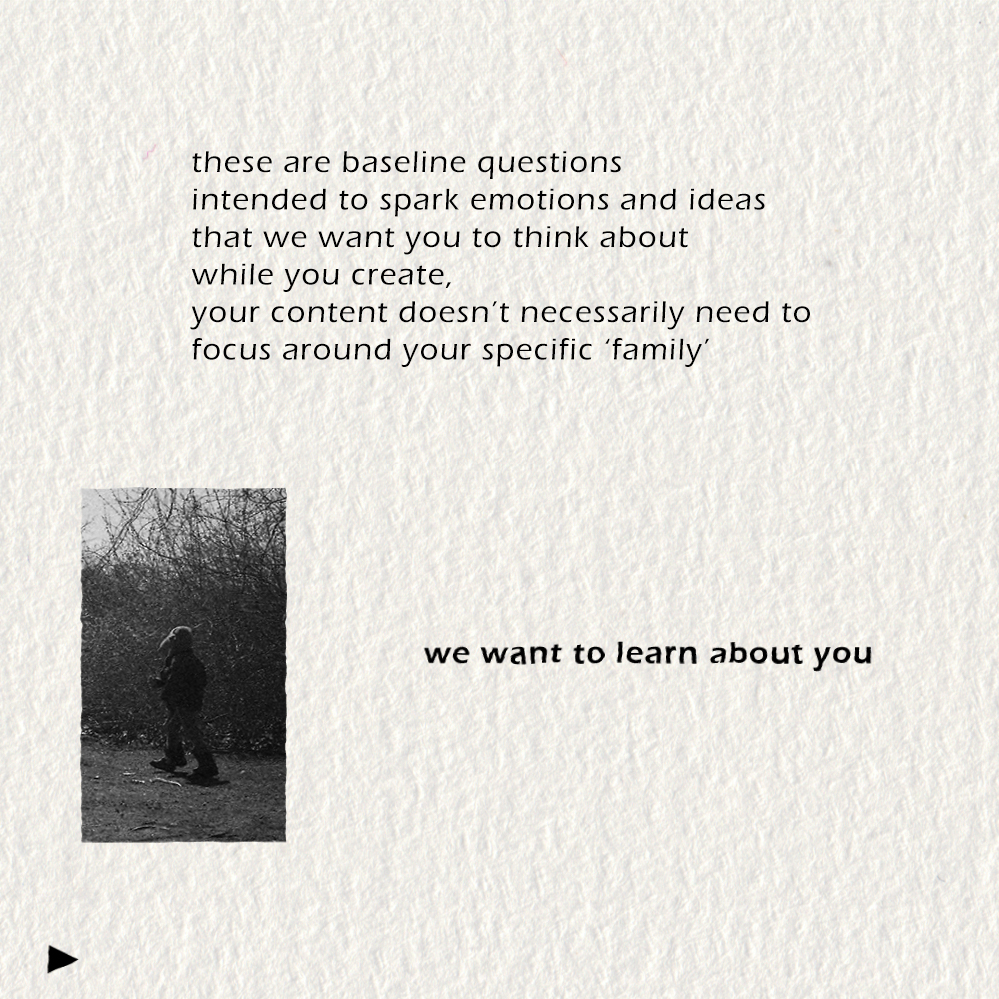 these are baseline questions
intended to spark emotions and ideas
that we want you to think about
while you create,
your content doesn’t necessarily need to
focus around your specific ‘family’
we want to learn about you